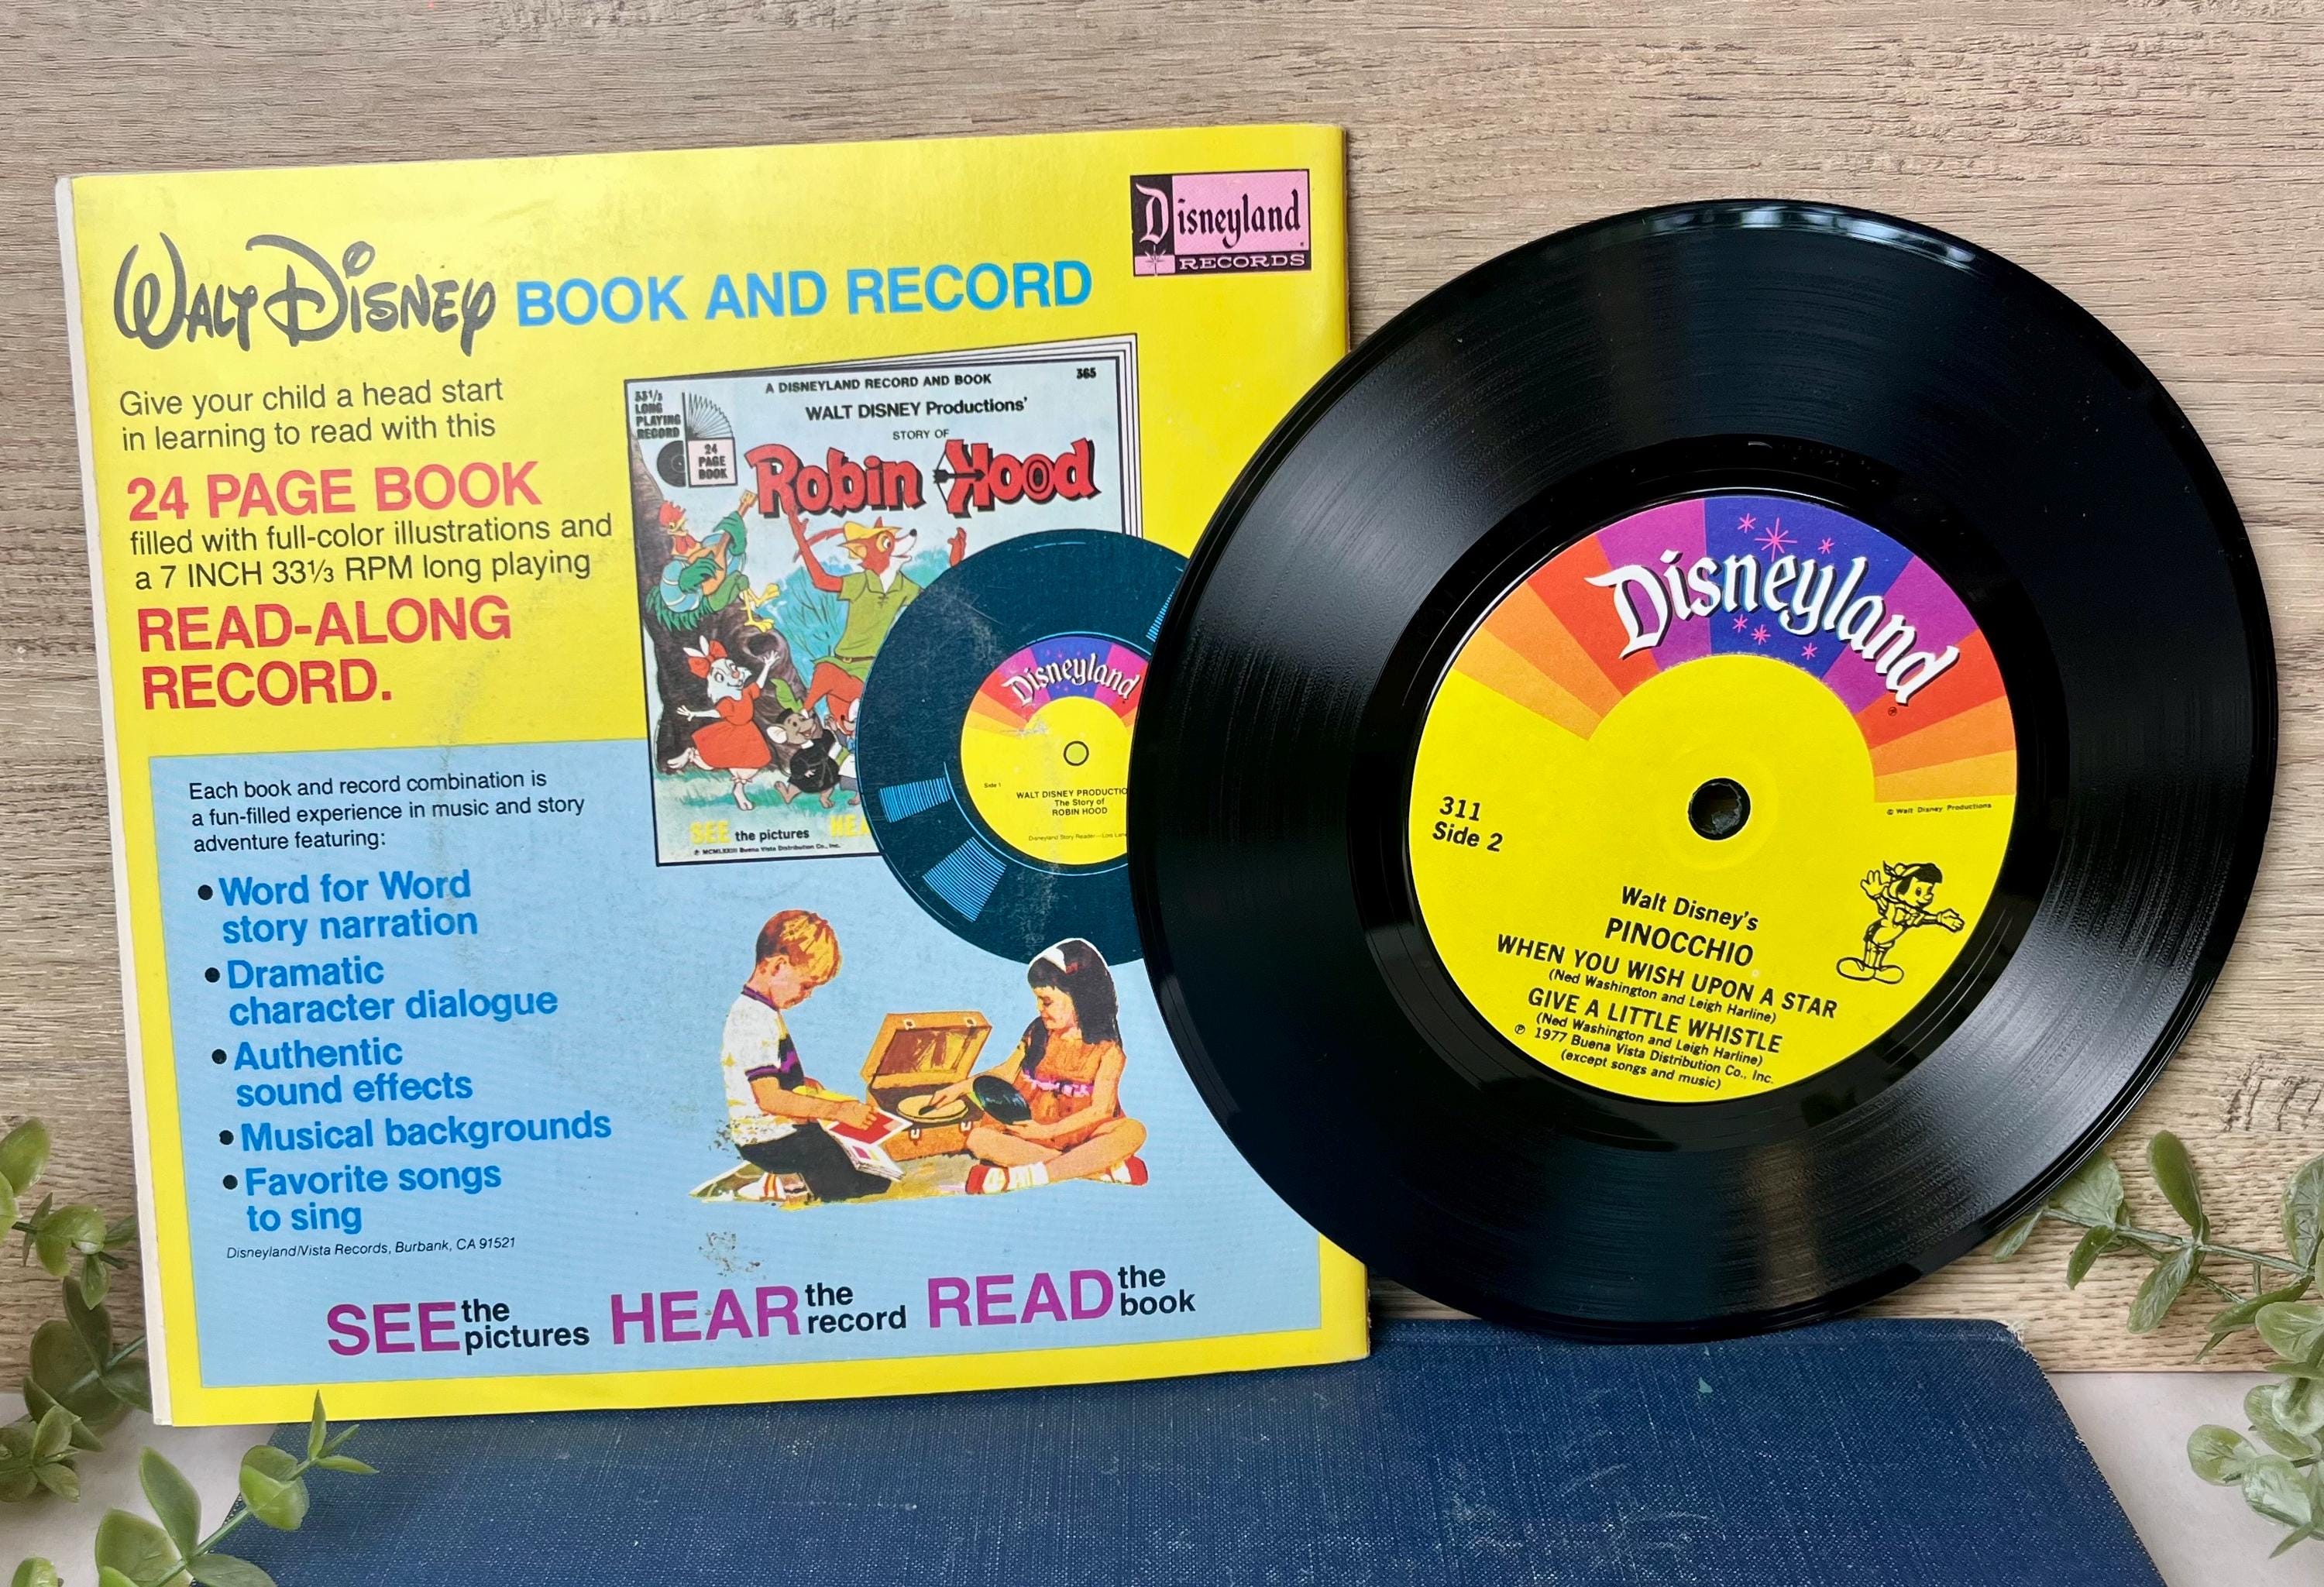 Disneyland
RECORDS
WALT DISNEY BOOK AND RECORD
Give your child a head start
in learning to read with this
24 PAGE BOOK
filled with full-color illustrations and
a 7 INCH 33⅓ RPM long playing
READ-ALONG
RECORD.
A DISNEYLAND RECORD AND BOOK
365
33⅓
LONG
PLAYING
RECORD
24
PAGE
BOOK
WALT DISNEY Productions'
STORY OF
Robin Hood
SEE the pictures HEA
© MCMLXXIII Buena Vista Distribution Co., Inc.
Disneyland
Side 1
WALT DISNEY PRODUCTIO
The Story of
ROBIN HOOD
Each book and record combination is
a fun-filled experience in music and story
adventure featuring:
• Word for Word
story narration
• Dramatic
character dialogue
• Authentic
sound effects
• Musical backgrounds
• Favorite songs
to sing
Disneyland/Vista Records, Burbank, CA 91521
SEE the pictures HEAR the record READ the book
Disneyland
®
© Walt Disney Productions
311
Side 2
Walt Disney's
PINOCCHIO
WHEN YOU WISH UPON A STAR
(Ned Washington and Leigh Harline)
GIVE A LITTLE WHISTLE
(Ned Washington and Leigh Harline)
℗ 1977 Buena Vista Distribution Co., Inc.
(except songs and music)